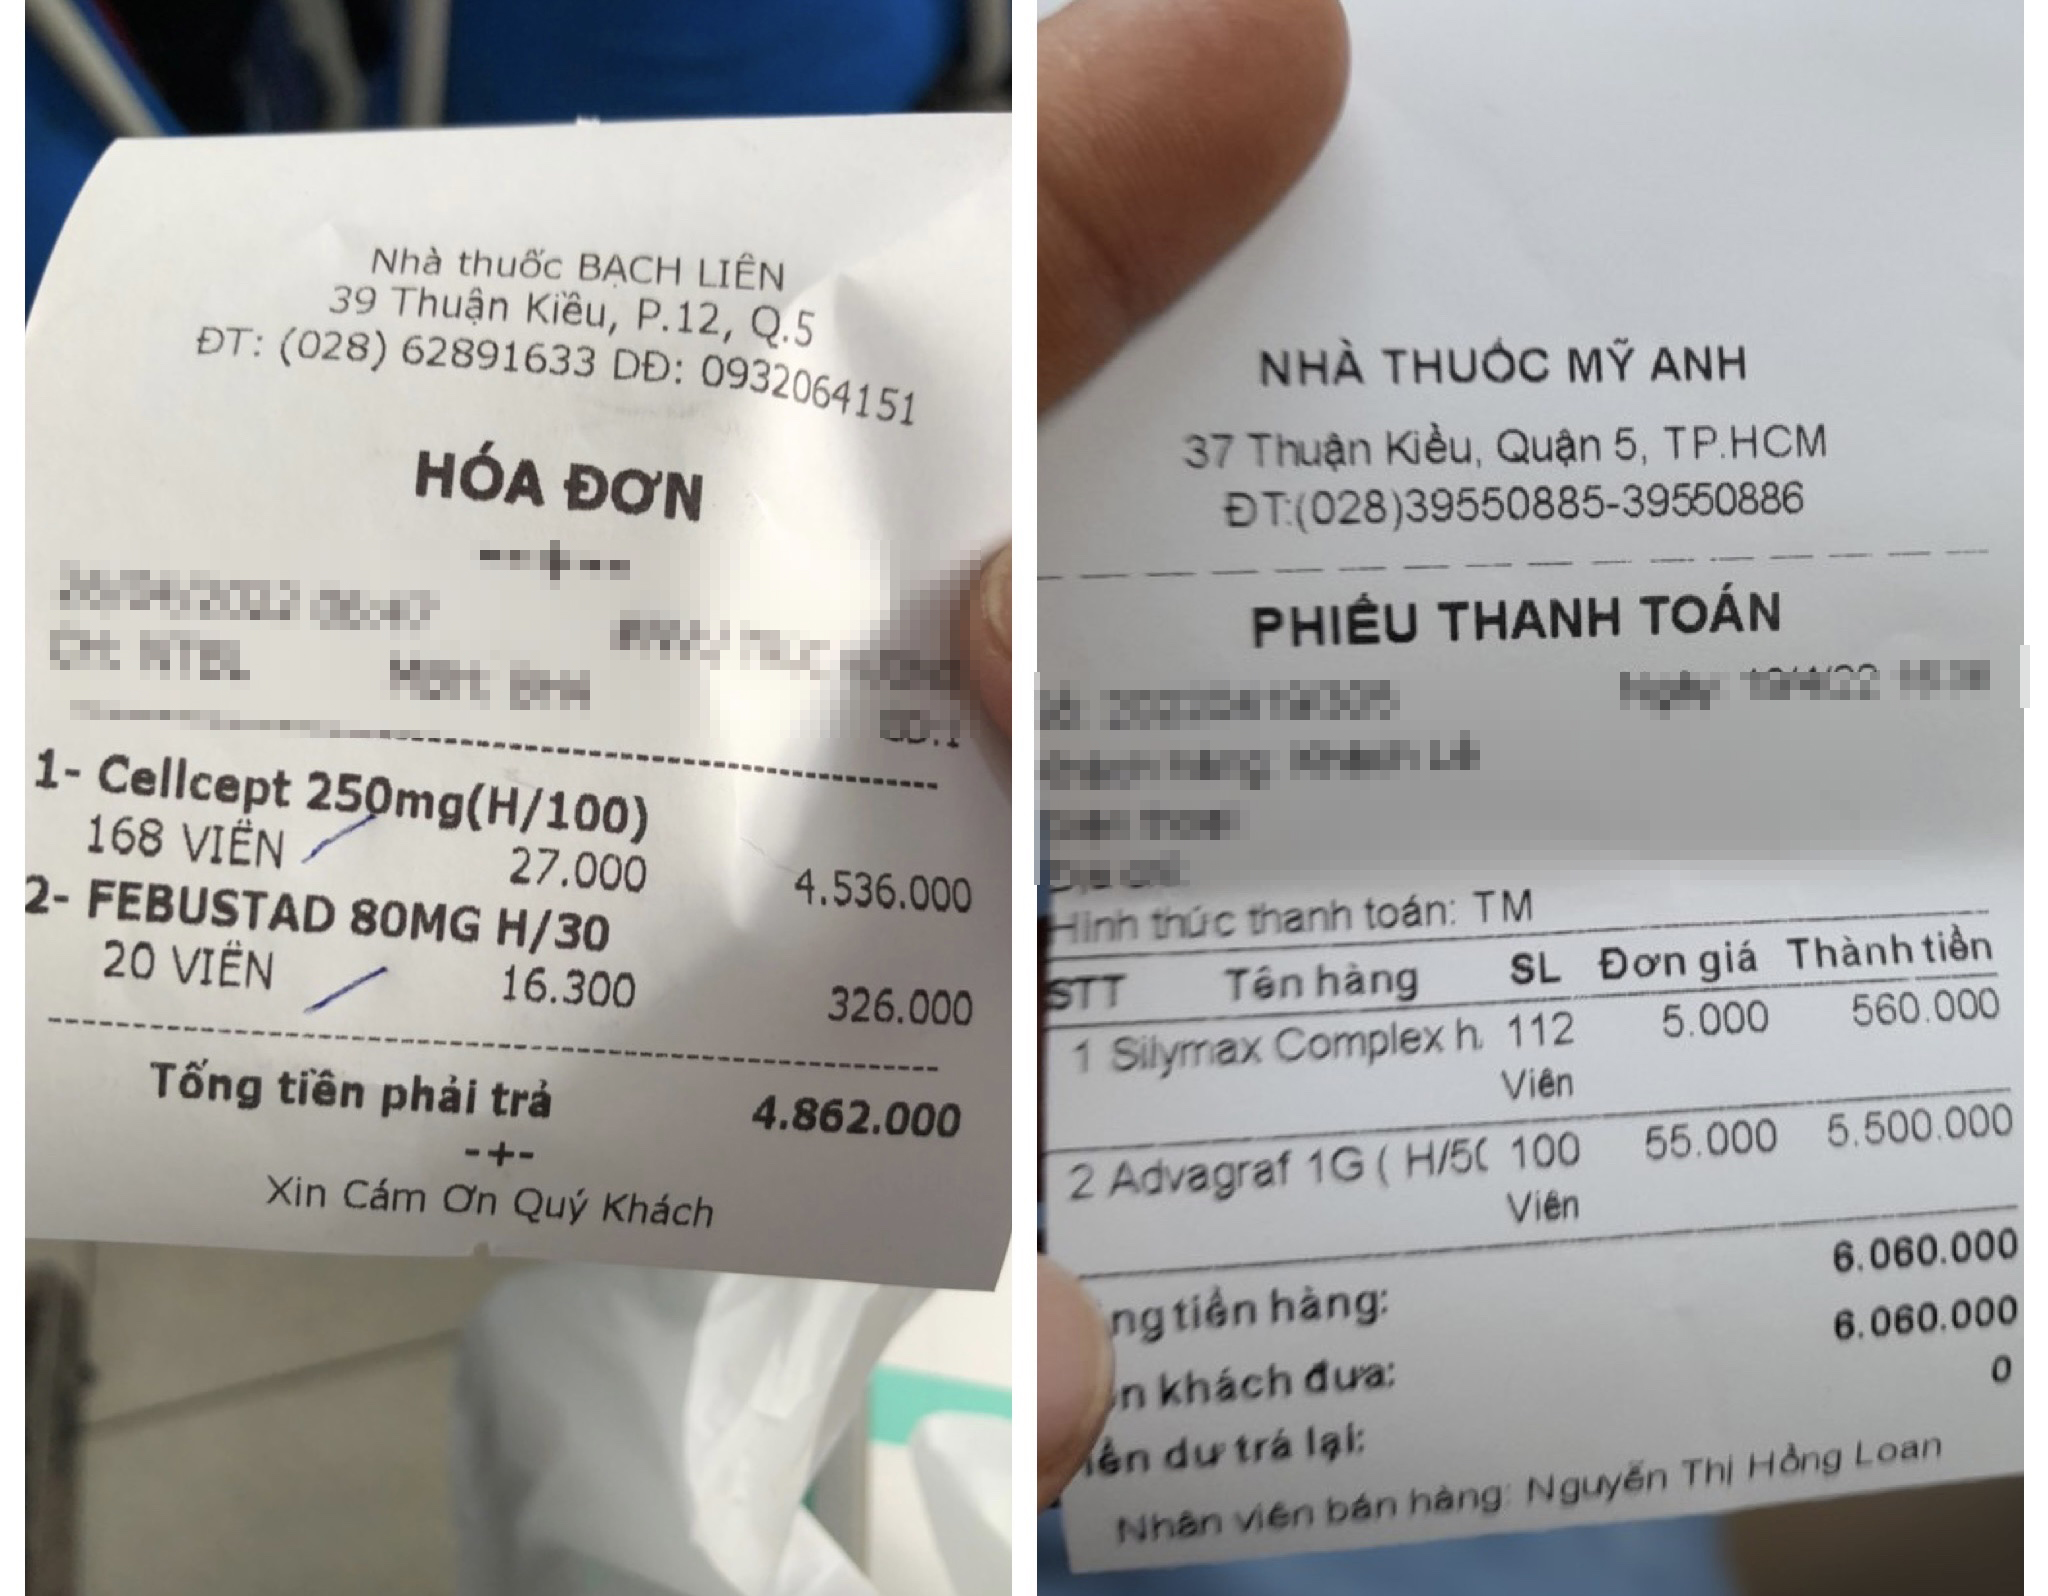 Nhà thuốc BẠCH LIÊN
39 Thuận Kiều, P.12, Q.5
ĐT: (028) 62891633 DĐ: 0932064151
HÓA ĐƠN
--+--
1- Cellcept 250mg(H/100)
168 VIÊN 27.000 4.536.000
2- FEBUSTAD 80MG H/30
20 VIÊN 16.300 326.000
Tổng tiền phải trả 4.862.000
-+-
Xin Cám Ơn Quý Khách
NHÀ THUỐC MỸ ANH
37 Thuận Kiều, Quận 5, TP.HCM
ĐT:(028)39550885-39550886
PHIẾU THANH TOÁN
Hình thức thanh toán: TM
STT Tên hàng SL Đơn giá Thành tiền
1 Silymax Complex h. 112 5.000 560.000
Viên
2 Advagraf 1G ( H/50 100 55.000 5.500.000
Viên
6.060.000
tiền hàng:
6.060.000
khách đưa:
0
dư trả lại:
Nhân viên bán hàng: Nguyễn Thị Hồng Loan